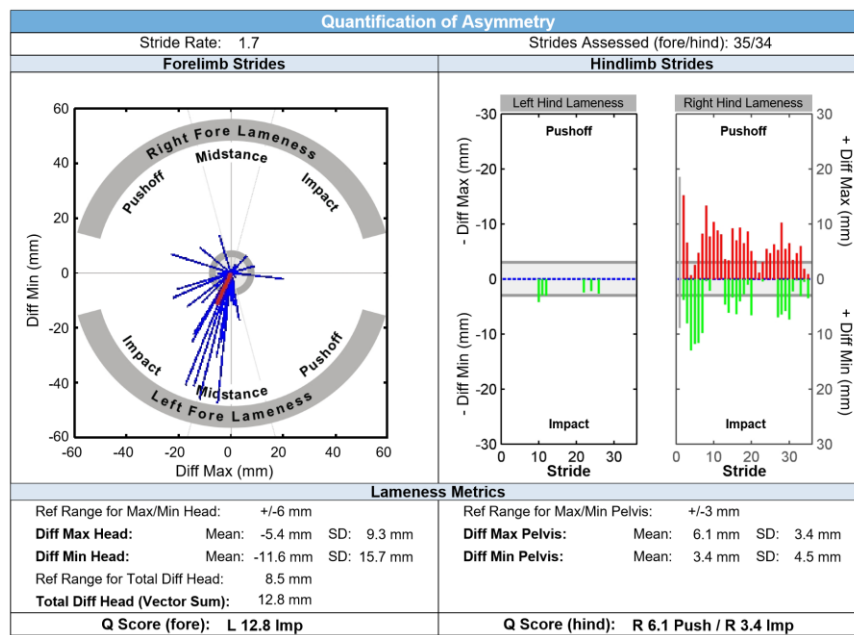 Quantification of Asymmetry
Stride Rate: 1.7
Strides Assessed (fore/hind): 35/34
Forelimb Strides
Hindlimb Strides
60
40
20
0
-20
-40
-60
Diff Min (mm)
-60 -40 -20 0 20 40 60
Diff Max (mm)
Right Fore Lameness
Midstance
Pushoff
Impact
Impact
Pushoff
Midstance
Left Fore Lameness
Left Hind Lameness
Right Hind Lameness
Pushoff
Pushoff
-30
-20
-10
0
-10
-20
-30
- Diff Max (mm)
- Diff Min (mm)
30
20
10
0
10
20
30
+ Diff Max (mm)
+ Diff Min (mm)
Impact
Impact
0 10 20 30
0 10 20 30
Stride
Stride
Lameness Metrics
Ref Range for Max/Min Head: +/-6 mm
Diff Max Head: Mean: -5.4 mm SD: 9.3 mm
Diff Min Head: Mean: -11.6 mm SD: 15.7 mm
Ref Range for Total Diff Head: 8.5 mm
Total Diff Head (Vector Sum): 12.8 mm
Ref Range for Max/Min Pelvis: +/-3 mm
Diff Max Pelvis: Mean: 6.1 mm SD: 3.4 mm
Diff Min Pelvis: Mean: 3.4 mm SD: 4.5 mm
Q Score (fore): L 12.8 Imp
Q Score (hind): R 6.1 Push / R 3.4 Imp